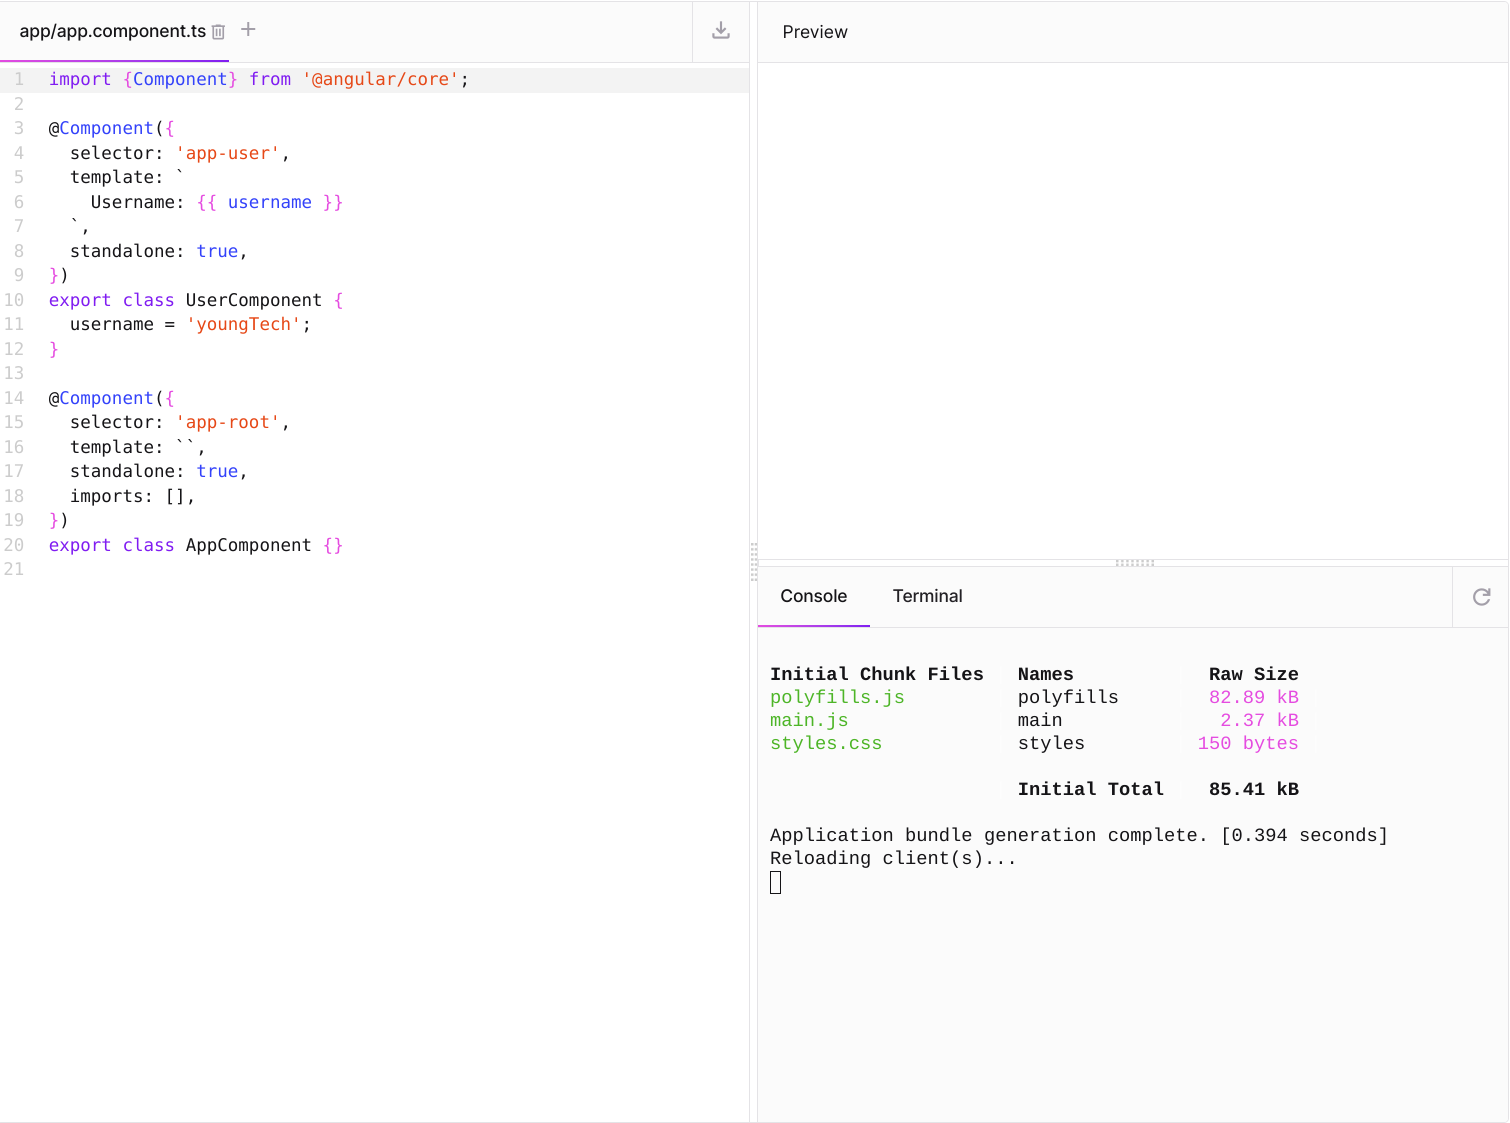 app/app.component.ts
1 import {Component} from '@angular/core';
2
3 @Component({
4   selector: 'app-user',
5   template: `
6     Username: {{ username }}
7   `,
8   standalone: true,
9 })
10 export class UserComponent {
11   username = 'youngTech';
12 }
13
14 @Component({
15   selector: 'app-root',
16   template: ``,
17   standalone: true,
18   imports: [],
19 })
20 export class AppComponent {}
21
Preview
Console Terminal
Initial Chunk Files Names Raw Size
polyfills.js polyfills 82.89 kB
main.js main 2.37 kB
styles.css styles 150 bytes
Initial Total 85.41 kB
Application bundle generation complete. [0.394 seconds]
Reloading client(s)...